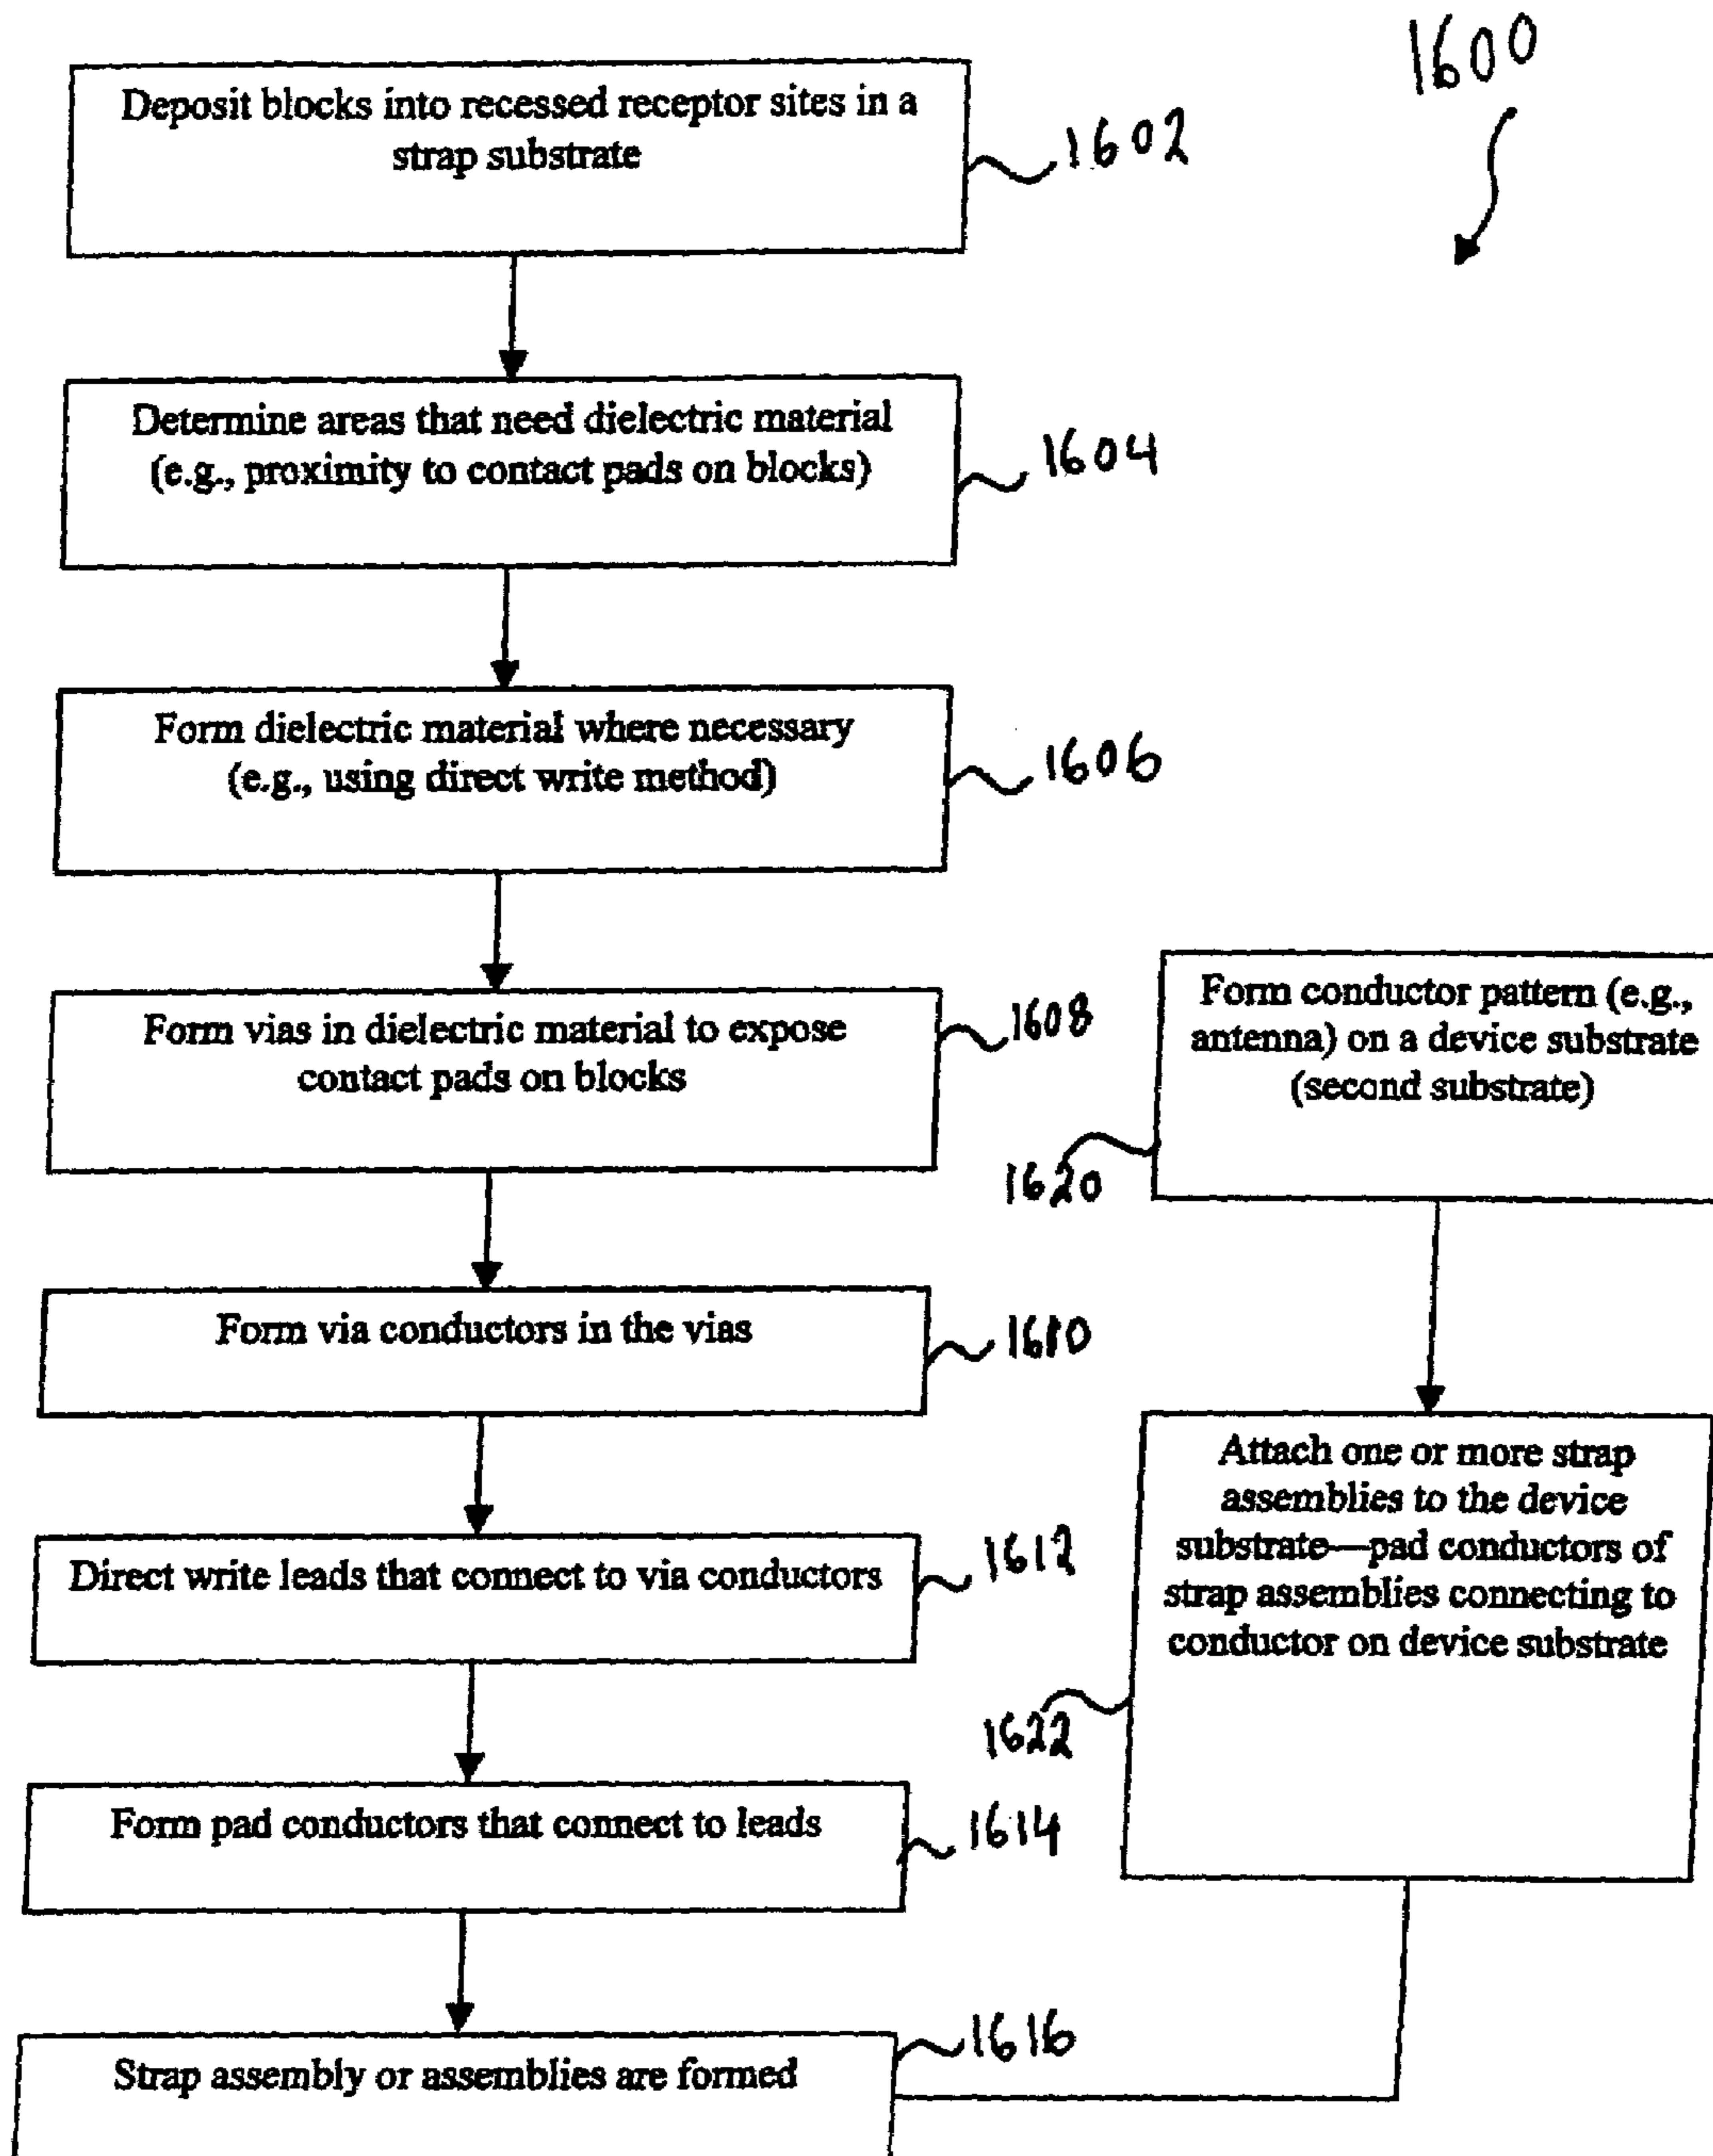 1600
Deposit blocks into recessed receptor sites in a
strap substrate
1602
Determine areas that need dielectric material
(e.g., proximity to contact pads on blocks)
1604
Form dielectric material where necessary
(e.g., using direct write method)
1606
Form vias in dielectric material to expose
contact pads on blocks
1608
Form via conductors in the vias
1610
Direct write leads that connect to via conductors
1612
Form pad conductors that connect to leads
1614
Strap assembly or assemblies are formed
1616
Form conductor pattern (e.g.,
antenna) on a device substrate
(second substrate)
1620
Attach one or more strap
assemblies to the device
substrate—pad conductors of
strap assemblies connecting to
conductor on device substrate
1622